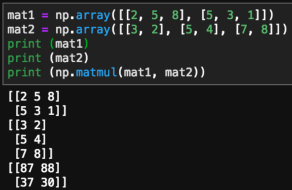 mat1 = np.array([[2, 5, 8], [5, 3, 1]])
mat2 = np.array([[3, 2], [5, 4], [7, 8]])
print (mat1)
print (mat2)
print (np.matmul(mat1, mat2))
[[2 5 8]
 [5 3 1]]
[[3 2]
 [5 4]
 [7 8]]
[[87 88]
 [37 30]]